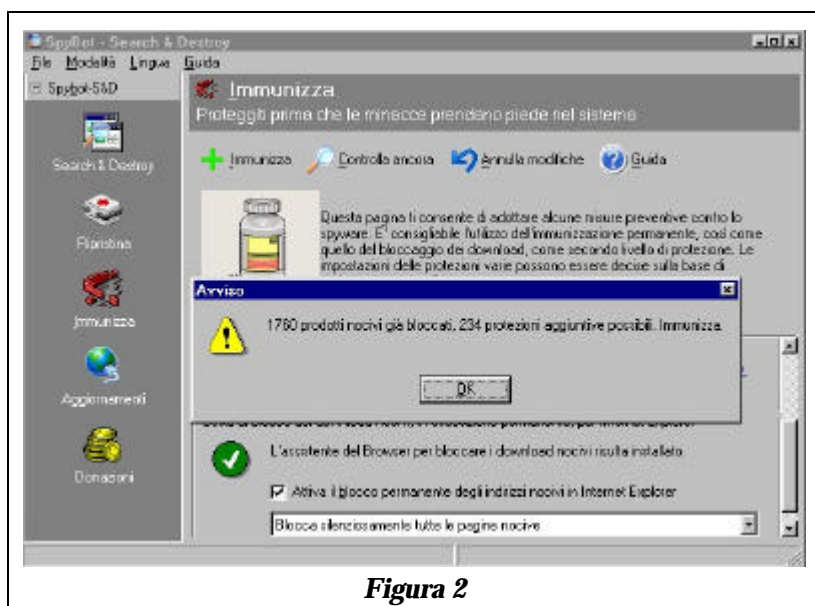 SpyBot - Search & Destroy
File Modalità Lingua Guida
Spybot-S&D
Immunizza
Proteggiti prima che le minacce prendano piede nel sistema
Immunizza Controlla ancora Annulla modifiche Guida
Search & Destroy
Ripristina
Immunizza
Aggiornamenti
Donazioni
Questa pagina ti consente di adottare alcune misure preventive contro lo
spyware. E' consigliabile l'utilizzo dell'immunizzazione permanente, così come
quello del bloccaggio dei download, come secondo livello di protezione. Le
impostazioni delle protezioni varie possono essere decise sulla base di
Avviso
1760 prodotti nocivi già bloccati, 234 protezioni aggiuntive possibili. Immunizza.
OK
L'assistente del Browser per bloccare i download nocivi risulta installato.
Attiva il blocco permanente degli indirizzi nocivi in Internet Explorer
Blocca silenziosamente tutte le pagine nocive
Figura 2